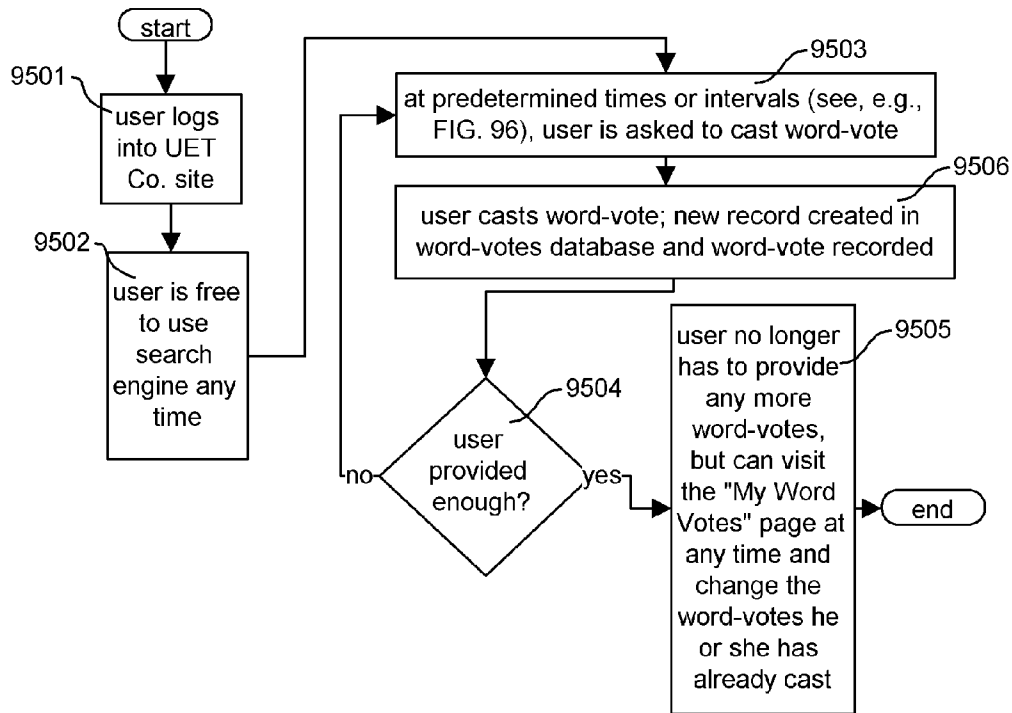 start
9501
user logs
into UET
Co. site
9502
user is free
to use
search
engine any
time
9503
at predetermined times or intervals (see, e.g.,
FIG. 96), user is asked to cast word-vote
9506
user casts word-vote; new record created in
word-votes database and word-vote recorded
9504
user
provided
enough?
no
yes
9505
user no longer
has to provide
any more
word-votes,
but can visit
the "My Word
Votes" page at
any time and
change the
word-votes he
or she has
already cast
end